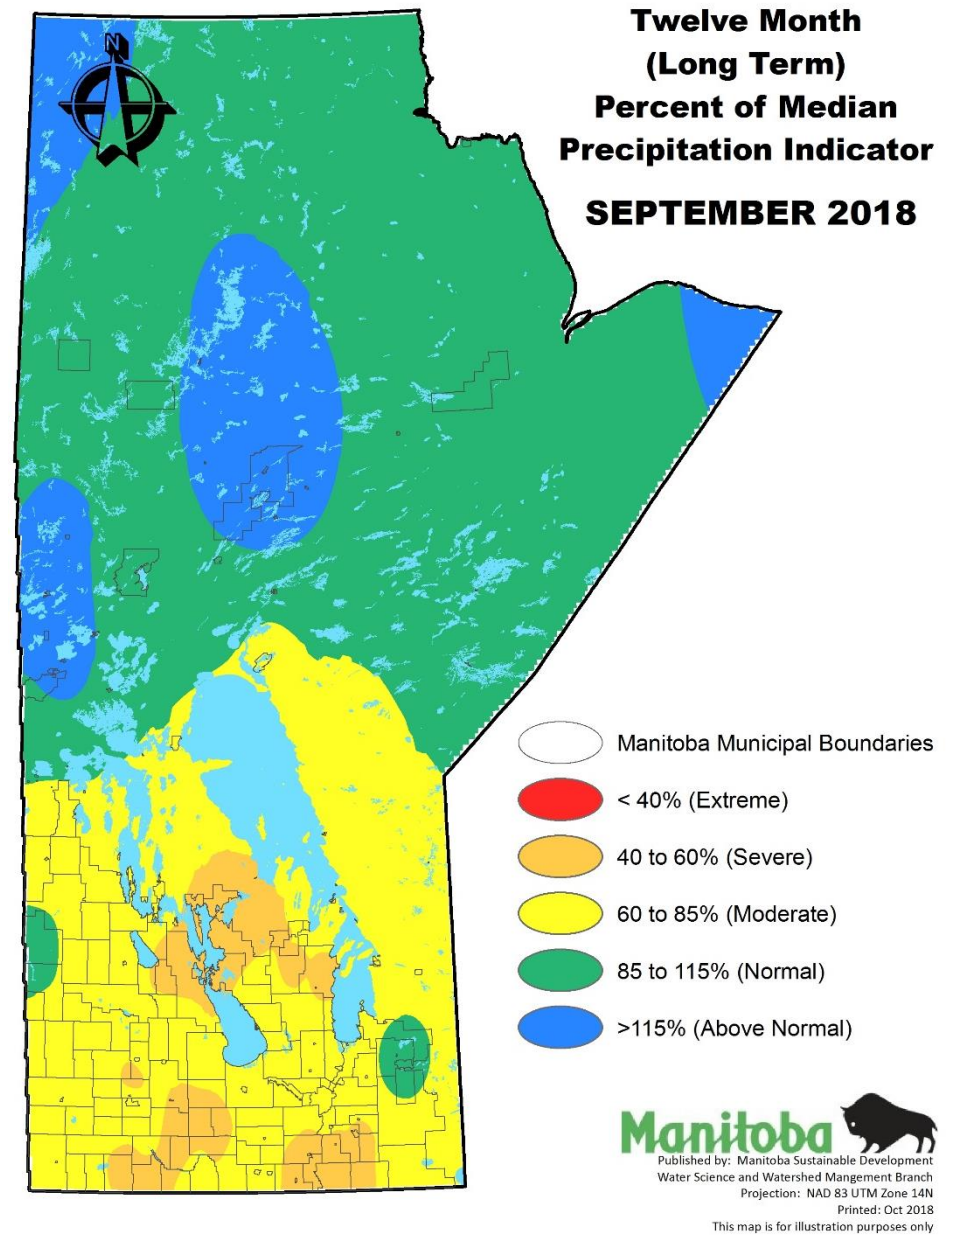 Twelve Month
(Long Term)
Percent of Median
Precipitation Indicator
SEPTEMBER 2018
N
Manitoba Municipal Boundaries
< 40% (Extreme)
40 to 60% (Severe)
60 to 85% (Moderate)
85 to 115% (Normal)
>115% (Above Normal)
Manitoba
Published by: Manitoba Sustainable Development
Water Science and Watershed Mangement Branch
Projection: NAD 83 UTM Zone 14N
Printed: Oct 2018
This map is for illustration purposes only